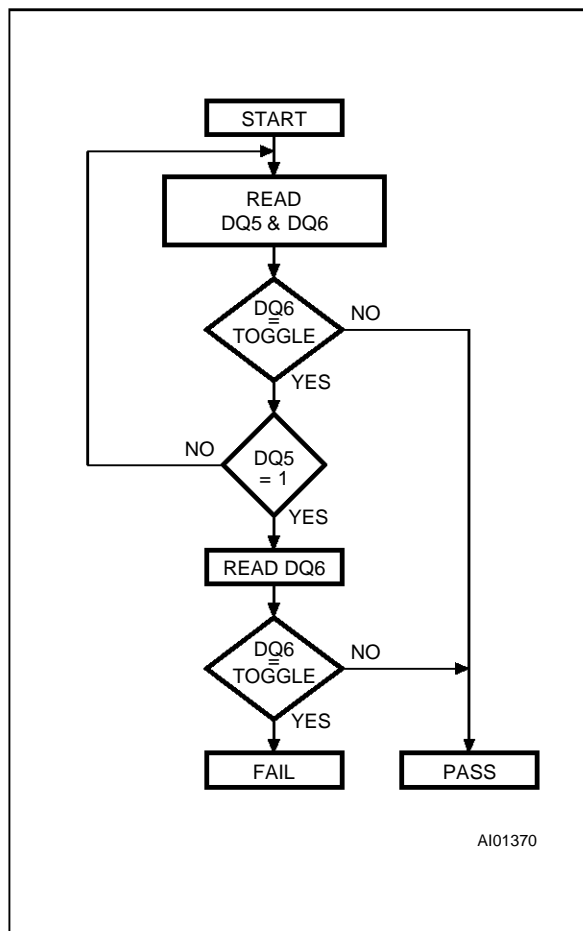 START
READ
DQ5 & DQ6
DQ6
=
TOGGLE
NO
YES
NO
DQ5
= 1
YES
READ DQ6
DQ6
=
TOGGLE
NO
YES
FAIL
PASS
AI01370